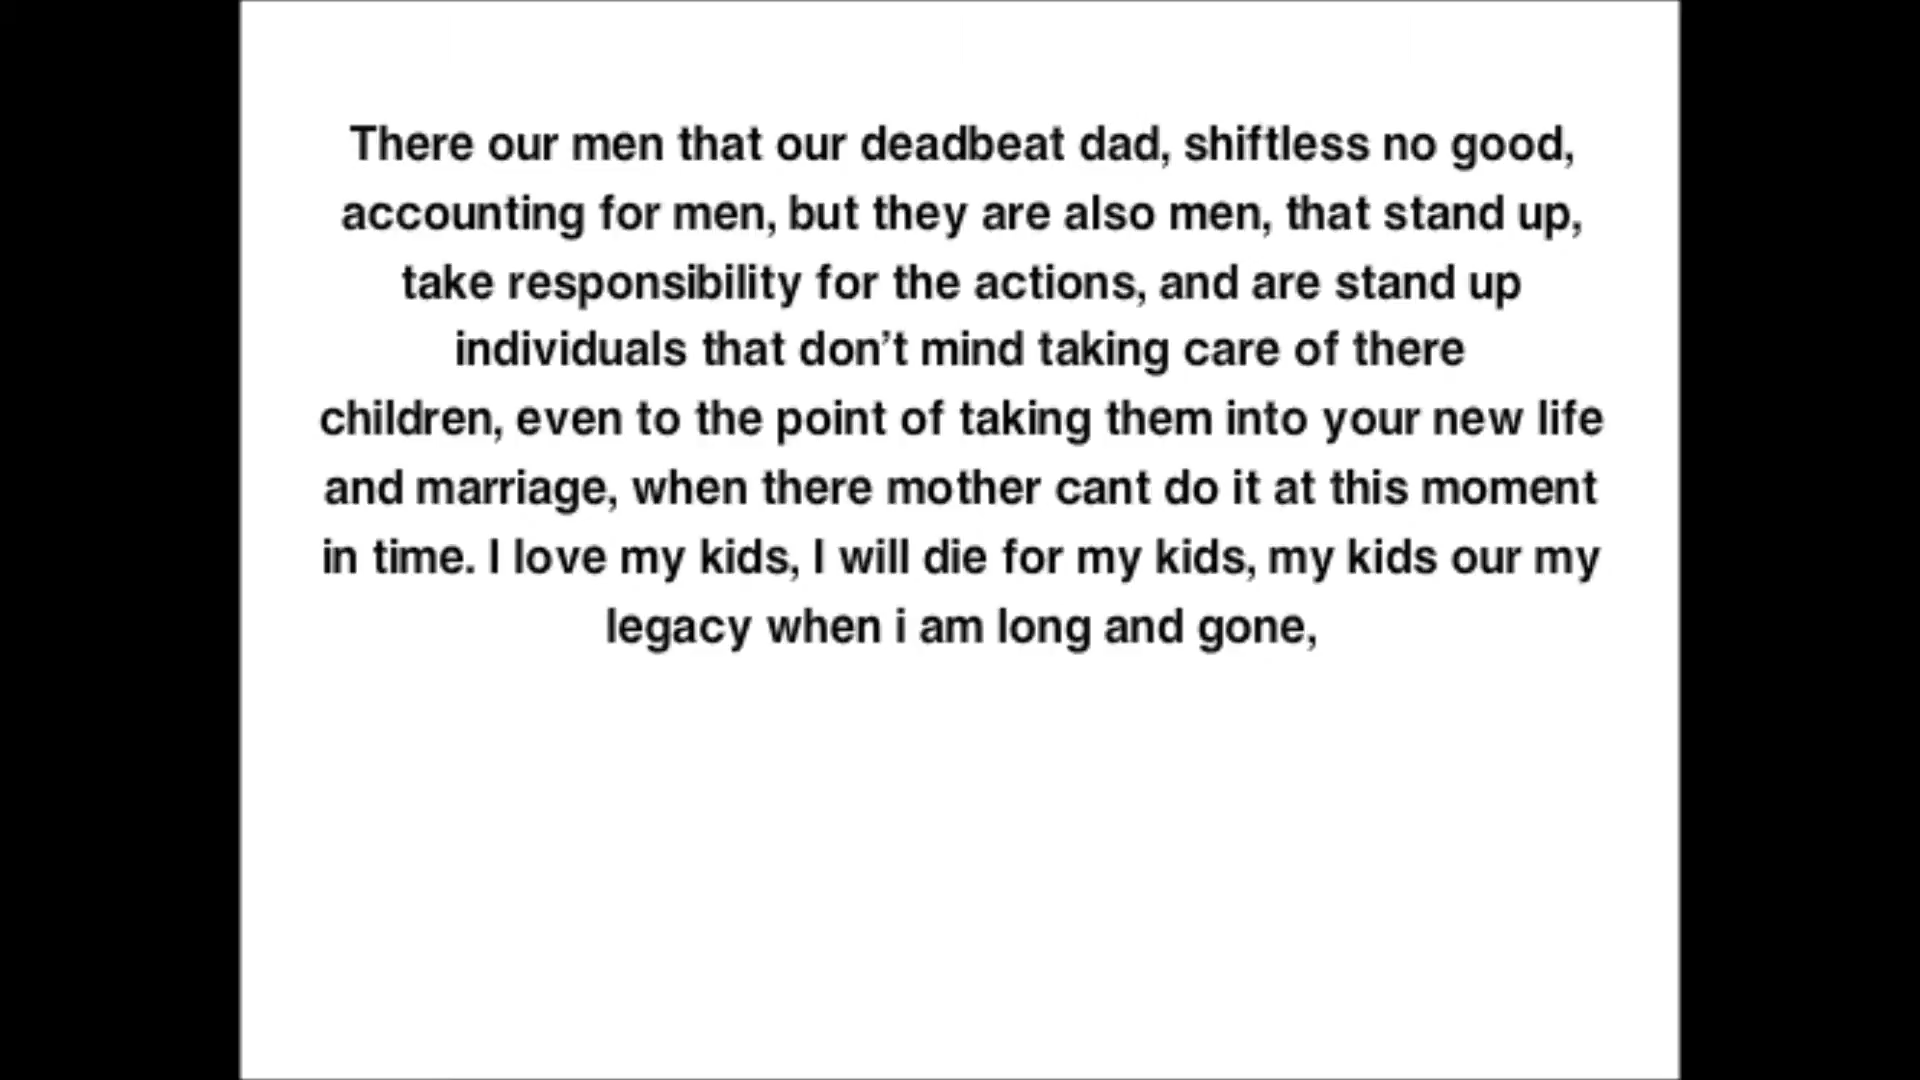 There our men that our deadbeat dad, shiftless no good,
accounting for men, but they are also men, that stand up,
take responsibility for the actions, and are stand up
individuals that don’t mind taking care of there
children, even to the point of taking them into your new life
and marriage, when there mother cant do it at this moment
in time. I love my kids, I will die for my kids, my kids our my
legacy when i am long and gone,